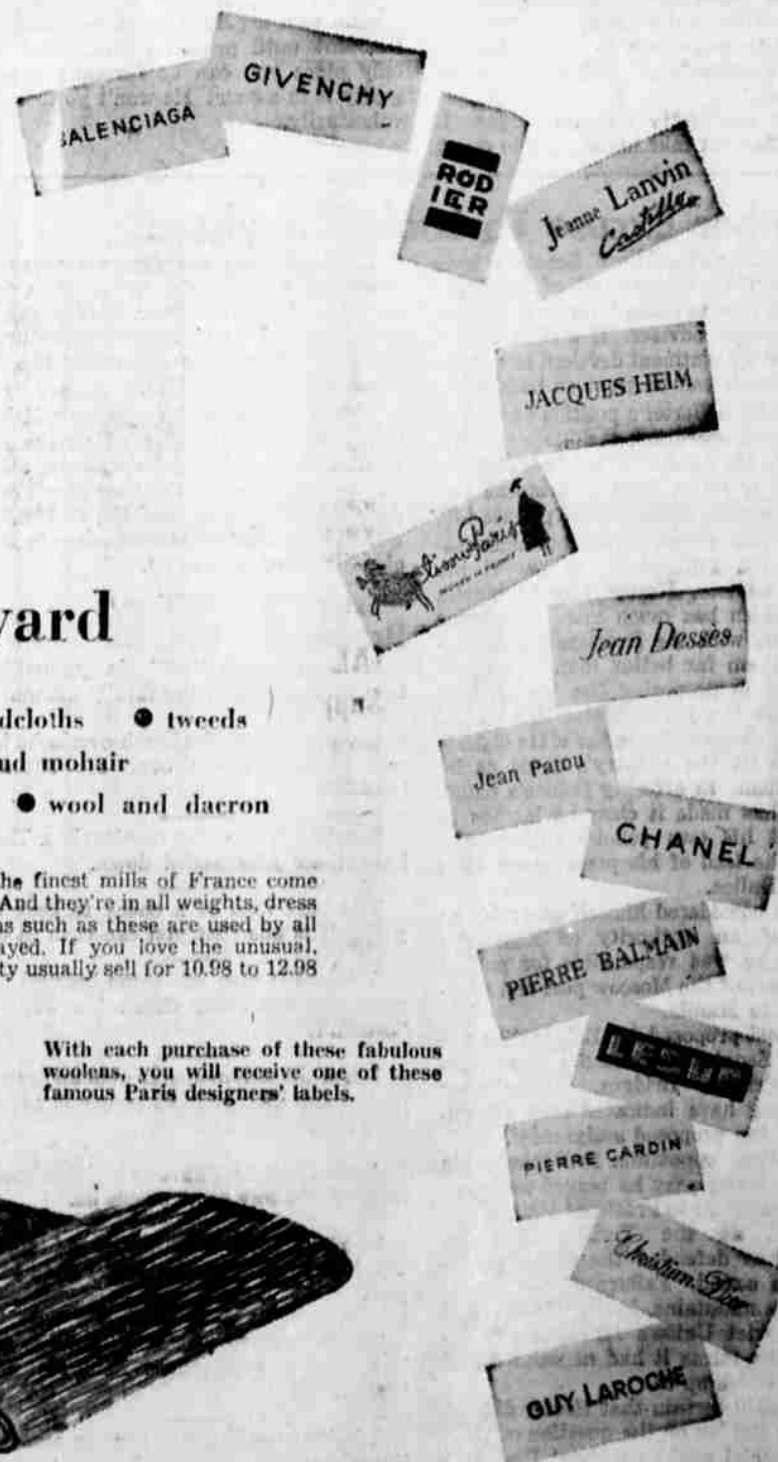 BALENCIAGA
GIVENCHY
ROD
IER
Jeanne Lanvin
Castillo
JACQUES HEIM
Paris
Jean Dessès
Jean Patou
CHANEL
PIERRE BALMAIN
LESUR
PIERRE CARDIN
Christian Dior
GUY LAROCHE
yard
dcloths ● tweeds
ud mohair
● wool and dacron
he finest mills of France come
And they're in all weights, dress
as such as these are used by all
ayed. If you love the unusual,
ty usually sell for 10.98 to 12.98
With each purchase of these fabulous
woolens, you will receive one of these
famous Paris designers' labels.